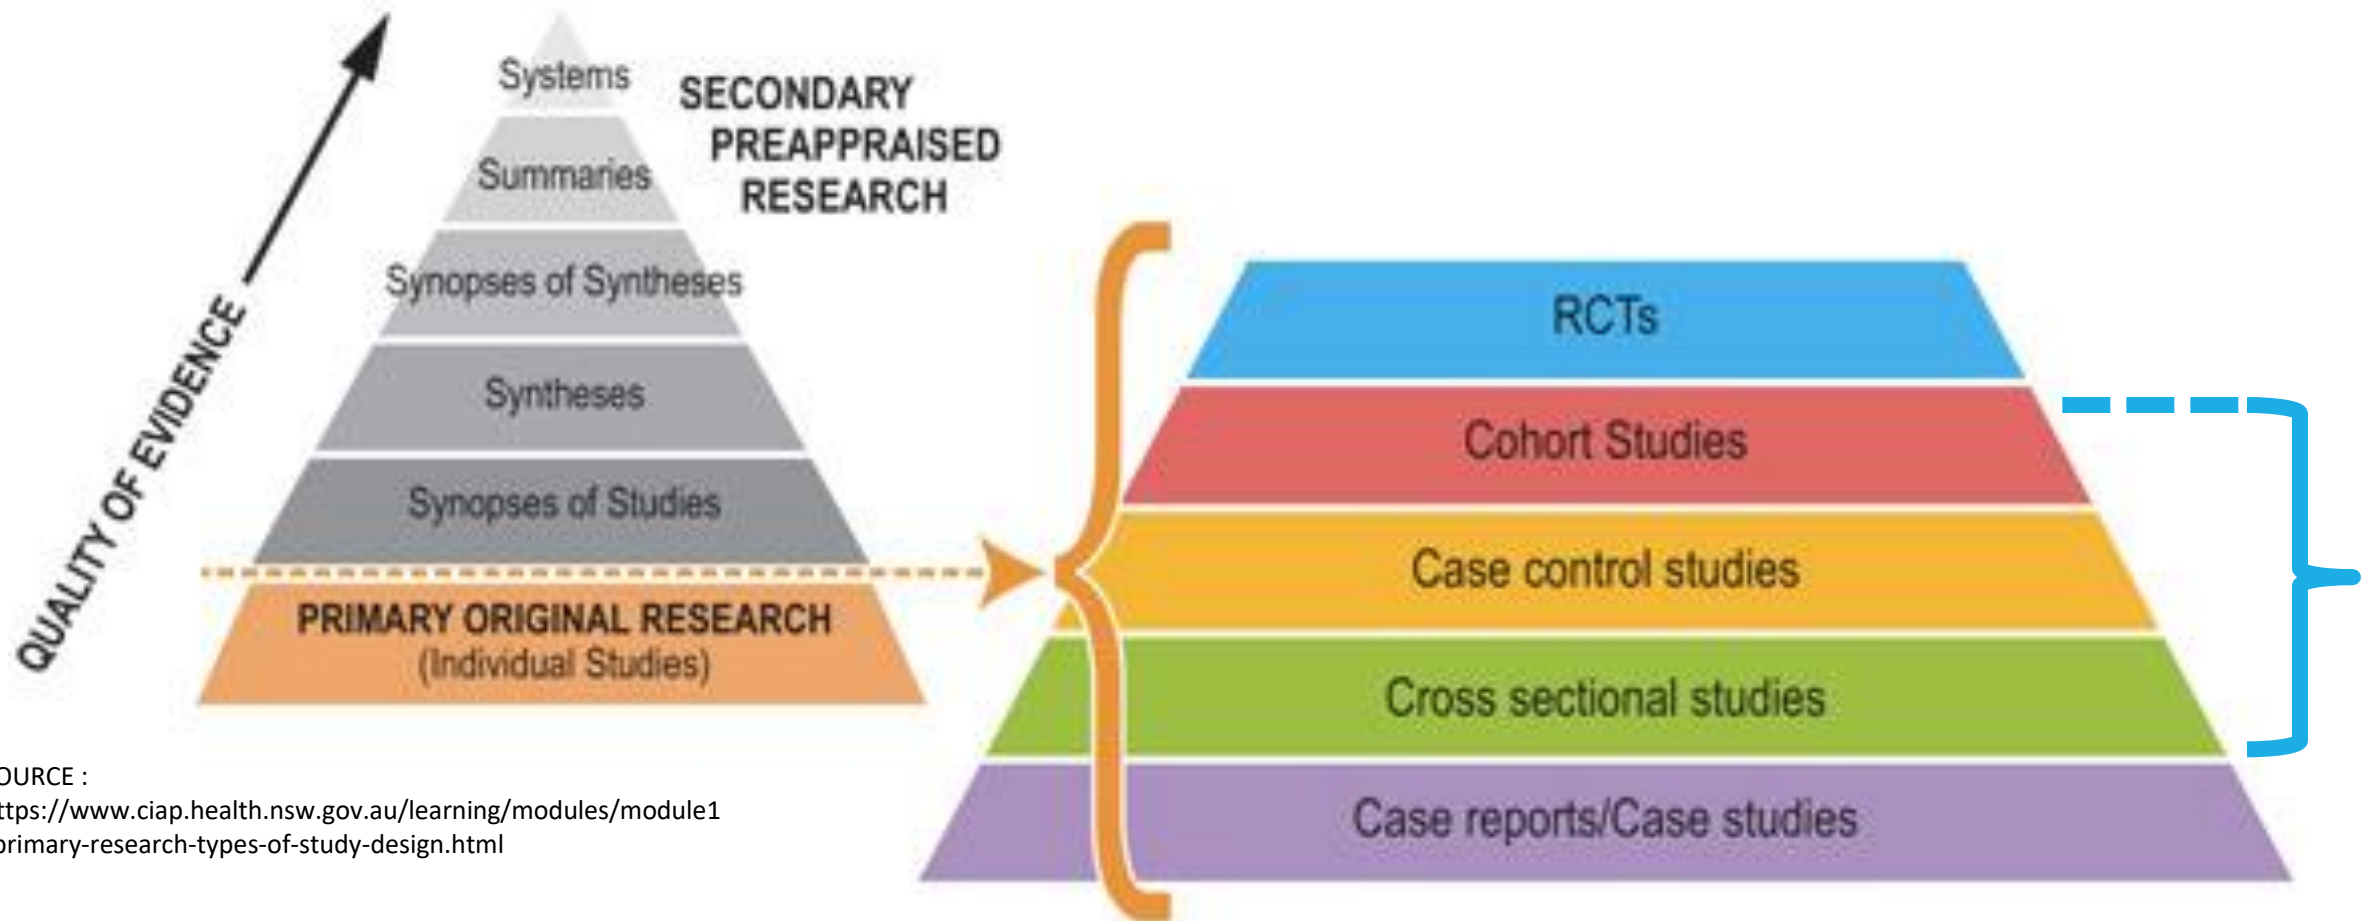 QUALITY OF EVIDENCE
Systems
Summaries
Synopses of Syntheses
Syntheses
Synopses of Studies
PRIMARY ORIGINAL RESEARCH
(Individual Studies)
SECONDARY
PREAPPRAISED
RESEARCH
RCTs
Cohort Studies
Case control studies
Cross sectional studies
Case reports/Case studies
OURCE :
ttps://www.ciap.health.nsw.gov.au/learning/modules/module1
primary-research-types-of-study-design.html